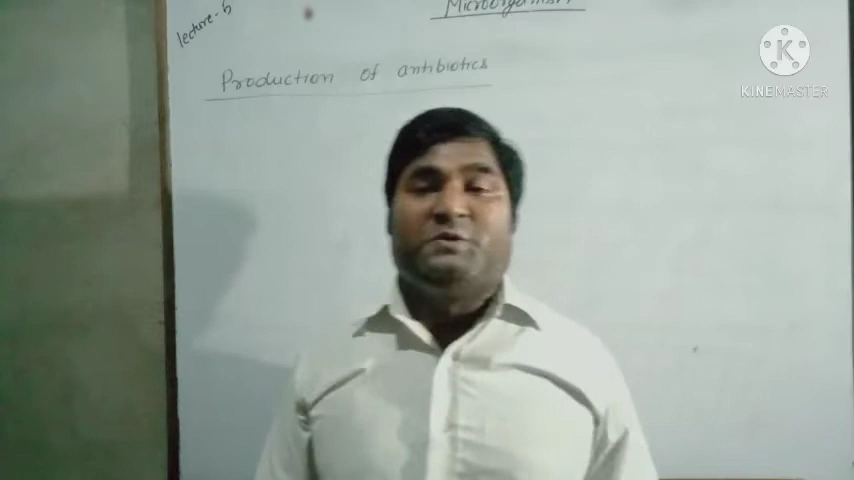 lecture-6
Microorganism
Production of antibiotics
KINEMASTER